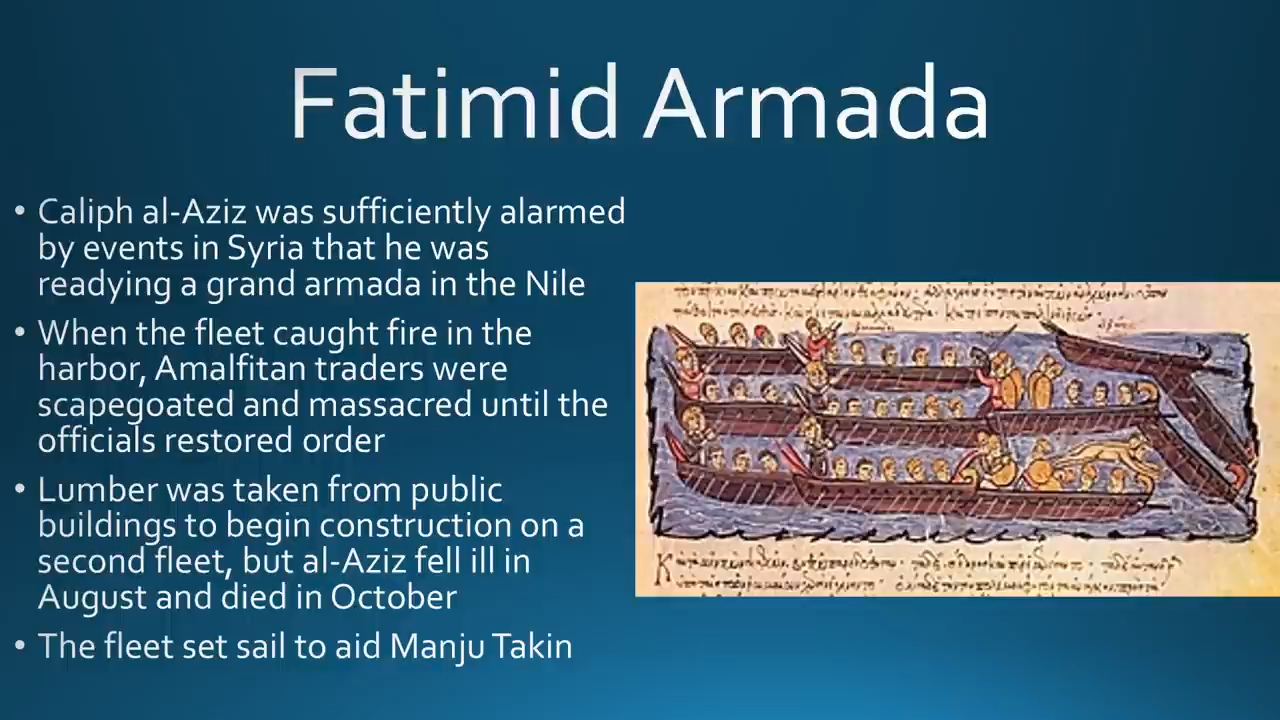 Fatimid Armada
• Caliph al-Aziz was sufficiently alarmed
by events in Syria that he was
readying a grand armada in the Nile
• When the fleet caught fire in the
harbor, Amalfitan traders were
scapegoated and massacred until the
officials restored order
• Lumber was taken from public
buildings to begin construction on a
second fleet, but al-Aziz fell ill in
August and died in October
• The fleet set sail to aid Manju Takin